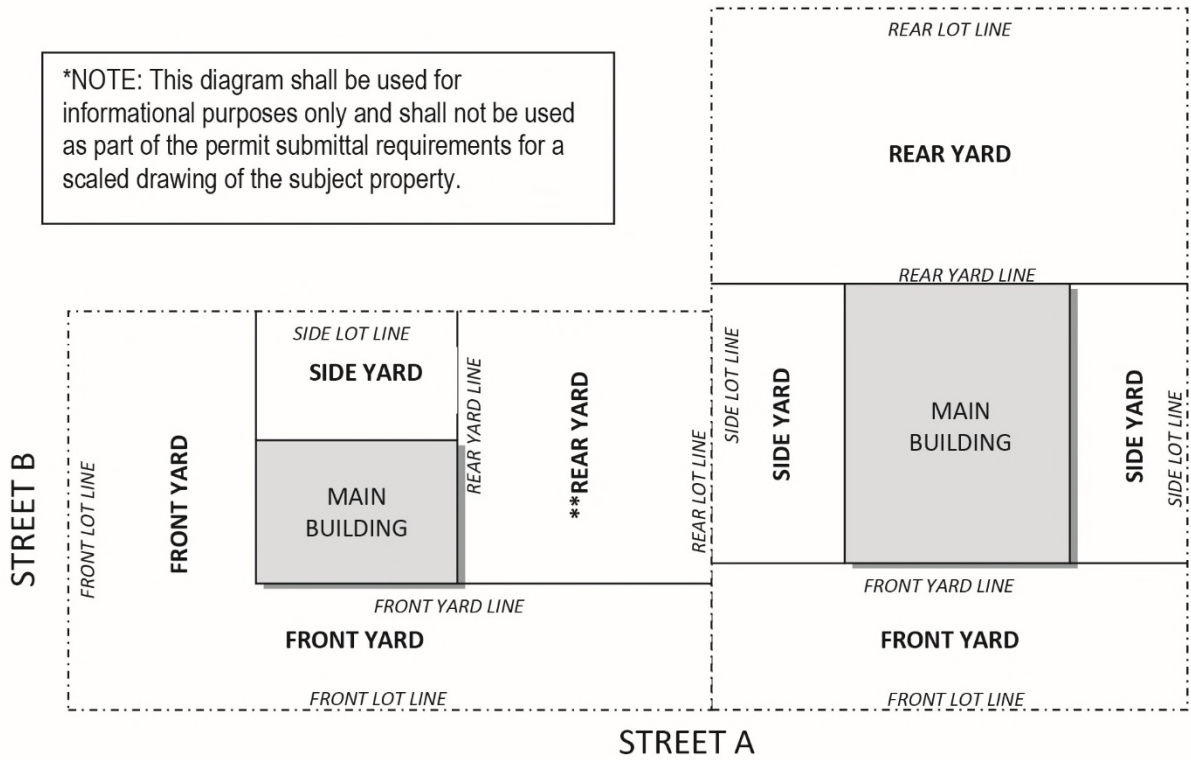 *NOTE: This diagram shall be used for
informational purposes only and shall not be used
as part of the permit submittal requirements for a
scaled drawing of the subject property.
REAR LOT LINE
REAR YARD
REAR YARD LINE
SIDE LOT LINE
SIDE YARD
MAIN
BUILDING
SIDE YARD
SIDE LOT LINE
FRONT YARD LINE
FRONT YARD
FRONT LOT LINE
STREET B
FRONT LOT LINE
FRONT YARD
SIDE LOT LINE
SIDE YARD
MAIN
BUILDING
REAR YARD LINE
**REAR YARD
REAR LOT LINE
FRONT YARD LINE
FRONT YARD
FRONT LOT LINE
STREET A